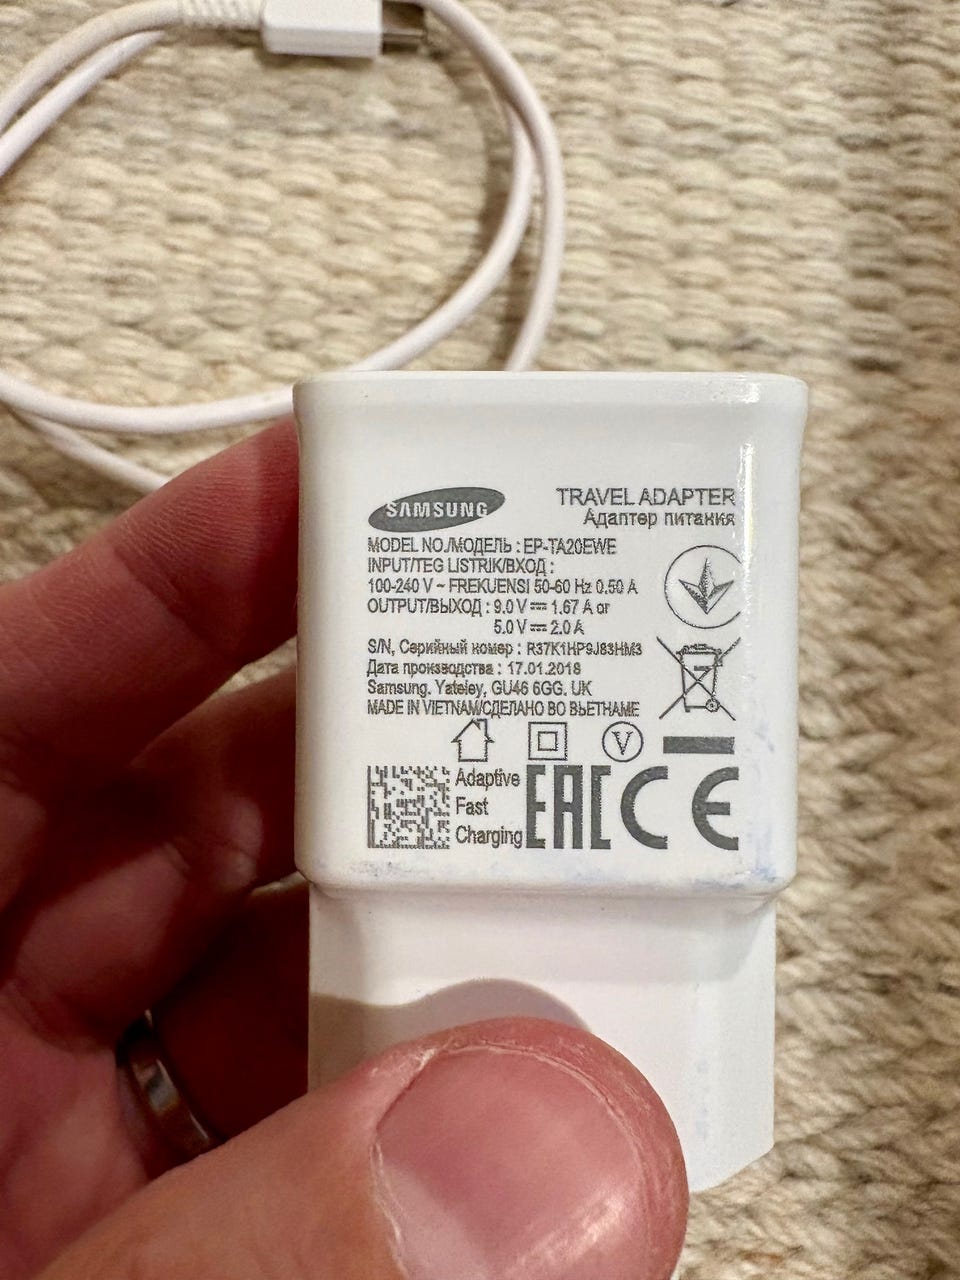 SAMSUNG
TRAVEL ADAPTER
Адаптер питания
MODEL NO./МОДЕЛЬ : EP-TA20EWE
INPUT/TEG LISTRIK/ВХОД :
100-240 V ~ FREKUENSI 50-60 Hz 0.50 A
OUTPUT/ВЫХОД : 9.0 V ⎓ 1.67 A or
5.0 V ⎓ 2.0 A
S/N, Серийный номер : R37K1HP9J83HM3
Дата производства : 17.01.2018
Samsung. Yateley, GU46 6GG. UK
MADE IN VIETNAM/СДЕЛАНО ВО ВЬЕТНАМЕ
V
Adaptive
Fast
Charging
EAC CE